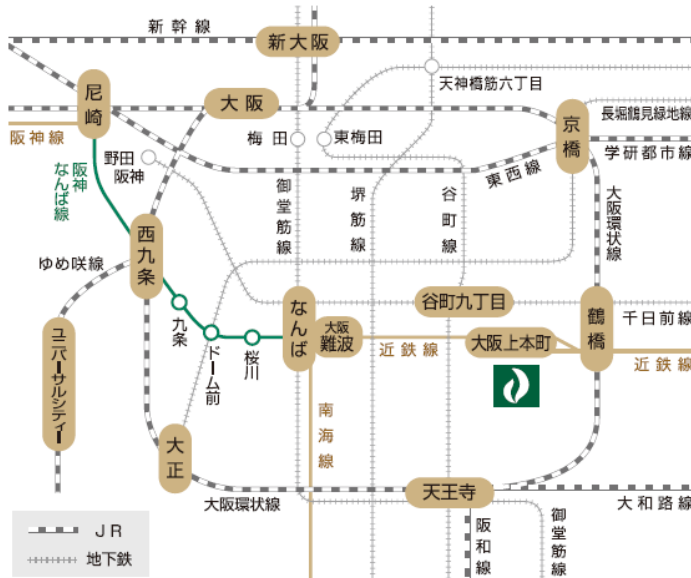 新幹線
新大阪
尼崎
大阪
天神橋筋六丁目
長堀鶴見緑地線
阪神線
梅田
東梅田
京橋
学研都市線
野田
阪神
東西線
阪神
なんば線
御堂筋線
堺筋線
谷町線
大阪環状線
西九条
ゆめ咲線
なんば
谷町九丁目
鶴橋
千日前線
九条
ドーム前
桜川
大阪
難波
近鉄線
大阪上本町
近鉄線
ユニバーサルシティー
南海線
大正
大阪環状線
天王寺
大和路線
阪和線
御堂筋線
JR
地下鉄